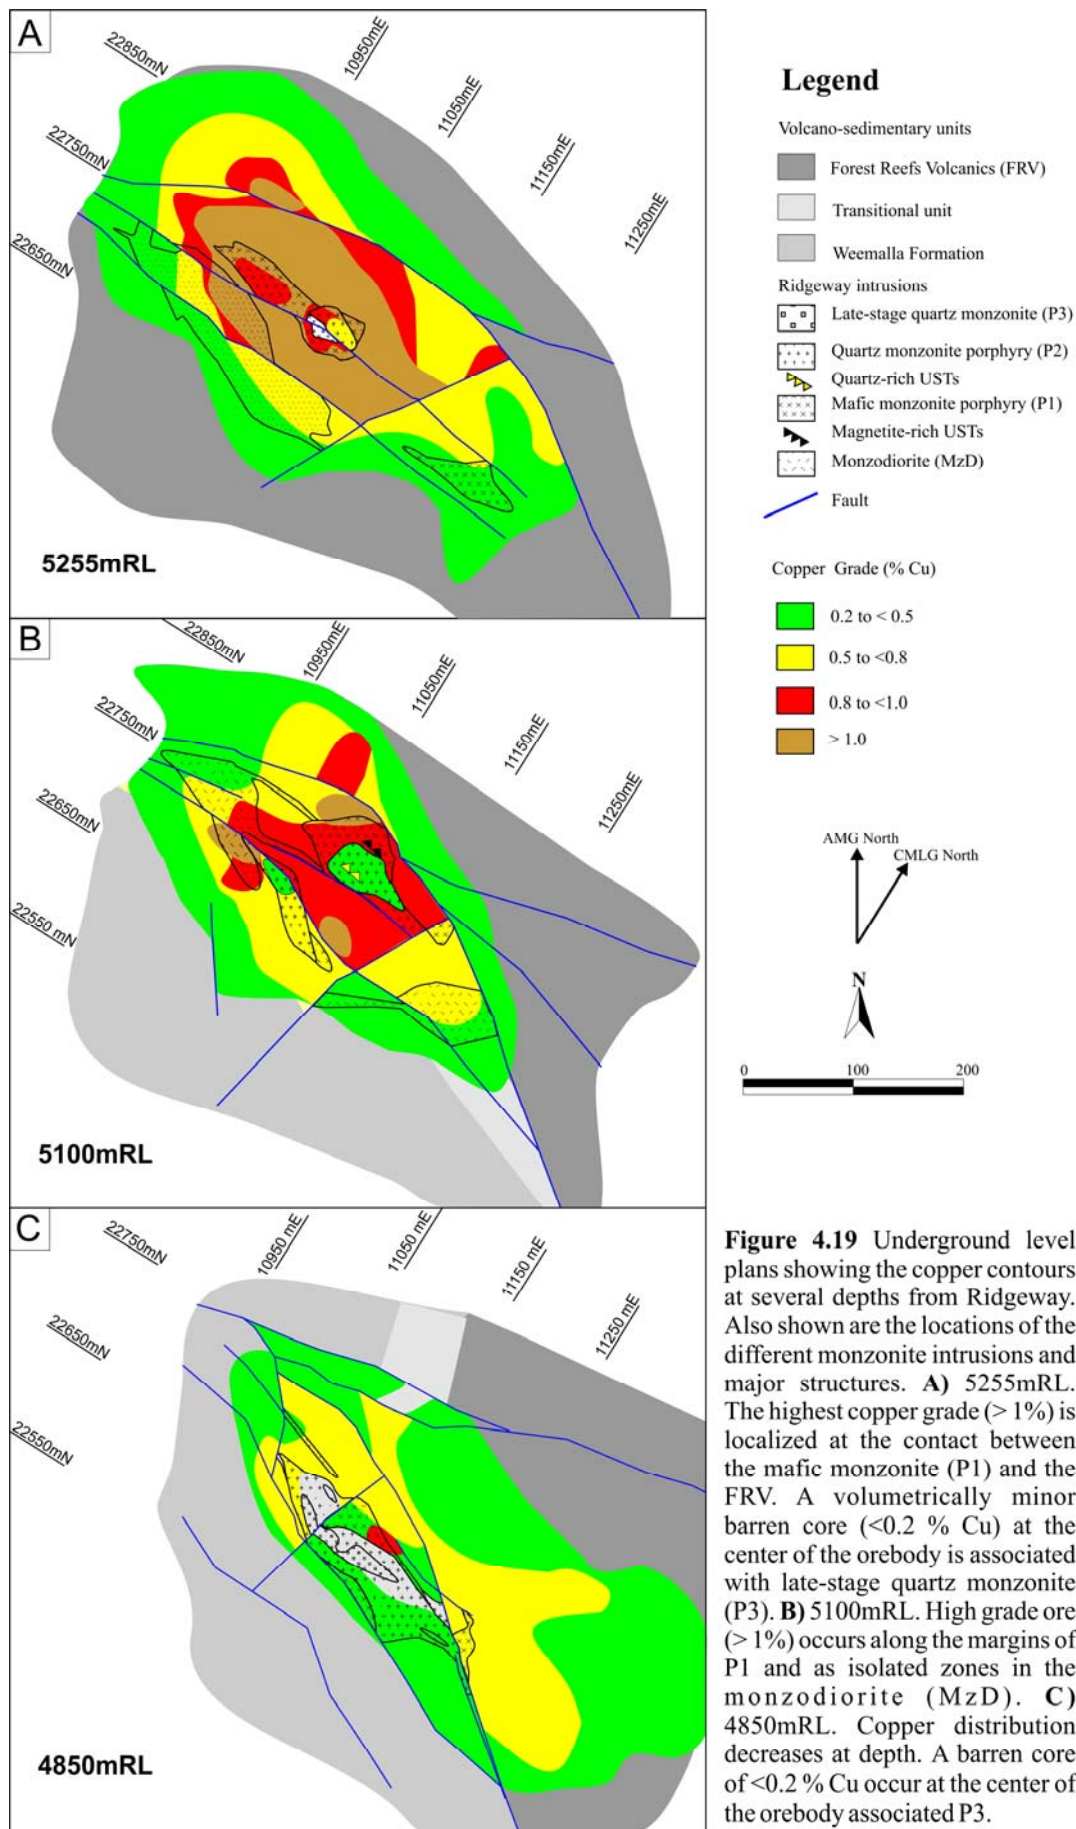 A
22850mN
10950mE
11050mE
11150mE
11250mE
22750mN
22650mN
5255mRL
B
22850mN
10950mE
11050mE
11150mE
11250mE
22750mN
22650mN
22550 mN
5100mRL
C
22750mN
10950 mE
11050 mE
11150 mE
11250 mE
22650mN
22550mN
4850mRL
Legend
Volcano-sedimentary units
Forest Reefs Volcanics (FRV)
Transitional unit
Weemalla Formation
Ridgeway intrusions
Late-stage quartz monzonite (P3)
Quartz monzonite porphyry (P2)
Quartz-rich USTs
Mafic monzonite porphyry (P1)
Magnetite-rich USTs
Monzodiorite (MzD)
Fault
Copper Grade (% Cu)
0.2 to < 0.5
0.5 to <0.8
0.8 to <1.0
> 1.0
AMG North
CMLG North
N
0 100 200
Figure 4.19 Underground level
plans showing the copper contours
at several depths from Ridgeway.
Also shown are the locations of the
different monzonite intrusions and
major structures. A) 5255mRL.
The highest copper grade (> 1%) is
localized at the contact between
the mafic monzonite (P1) and the
FRV. A volumetrically minor
barren core (<0.2 % Cu) at the
center of the orebody is associated
with late-stage quartz monzonite
(P3). B) 5100mRL. High grade ore
(> 1%) occurs along the margins of
P1 and as isolated zones in the
monzodiorite (MzD). C)
4850mRL. Copper distribution
decreases at depth. A barren core
of <0.2 % Cu occur at the center of
the orebody associated P3.